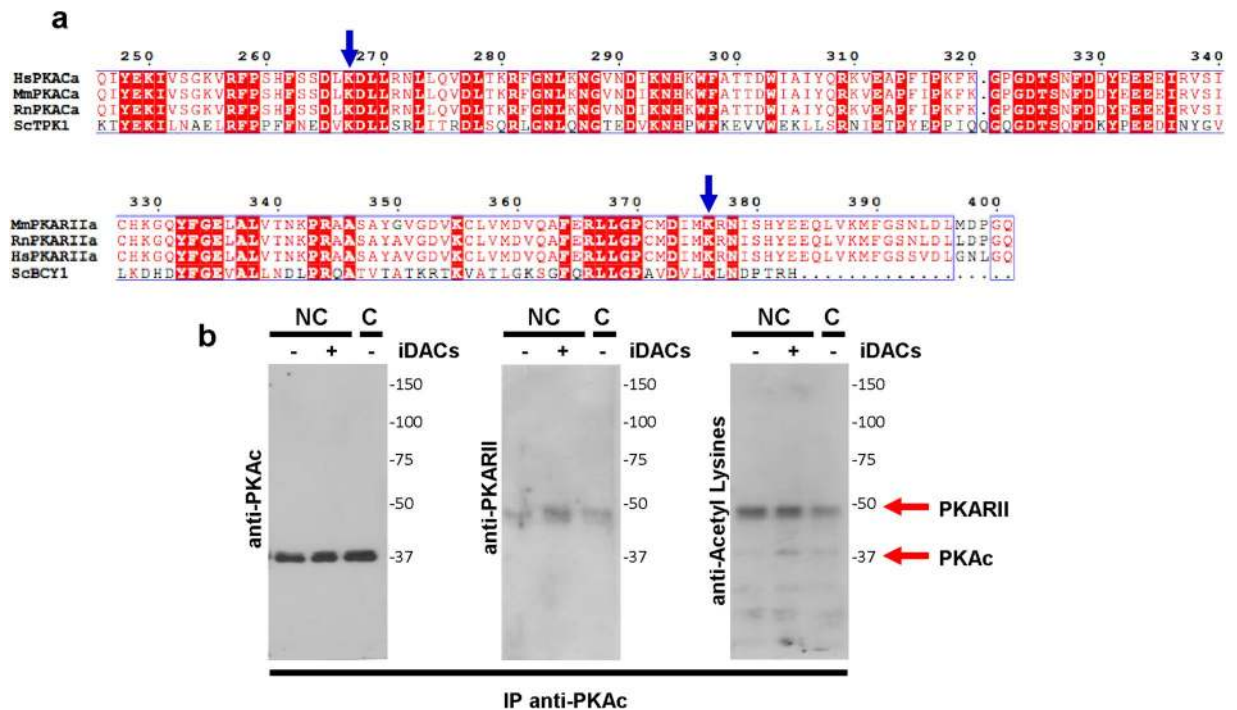 a
250 260 270 280 290 300 310 320 330 340
HsPKACa QIYEKIVSGKVRFPSHFSSDLKDLLRNLLQVDLTKRFGNLKNGVNDIKNHKWFATTDWIAIYQRKVEAPFIPKFK.GPGDTSNFDDYEEEEIRVSI
MmPKACa QIYEKIVSGKVRFPSHFSSDLKDLLRNLLQVDLTKRFGNLKNGVNDIKNHKWFATTDWIAIYQRKVEAPFIPKFK.GPGDTSNFDDYEEEEIRVSI
RnPKACa QIYEKIVSGKVRFPSHFSSDLKDLLRNLLQVDLTKRFGNLKNGVNDIKNHKWFATTDWIAIYQRKVEAPFIPKFK.GPGDTSNFDDYEEEEIRVSI
ScTPK1 KTYEKILNAELRFPPFFNEDVKDLLSRLITRDLSQRLGNLQNGTEDVKNHPWFKEVVWEKLLSRNIETPYEPPIQQGQGDTSQFDKYPEEDINYGV
330 340 350 360 370 380 390 400
MmPKARIIa CHKGQYFGELALVTNKPRAASAYGVGDVKCLVMDVQAFERLLGPCMDIMKRNISHYEEQLVKMFGSNLDLMDPGQ
RnPKARIIa CHKGQYFGELALVTNKPRAASAYAVGDVKCLVMDVQAFERLLGPCMDIMKRNISHYEEQLVKMFGSNLDLLDPGQ
HsPKARIIa CHKGQYFGELALVTNKPRAASAYAVGDVKCLVMDVQAFERLLGPCMDIMKRNISHYEEQLVKMFGSSVDLGNLGQ
ScBCY1 LKDHDYFGEVALLNDLPRQATVTATKRTKVATLGKSGFQRLLGPAVDVLKLNDPTRH..................
b
NC C NC C NC C
- + - iDACs - + - iDACs - + - iDACs
anti-PKAc
-150
-100
-75
-50
-37
anti-PKARII
-150
-100
-75
-50
-37
anti-Acetyl Lysines
-150
-100
-75
-50 PKARII
-37 PKAc
IP anti-PKAc